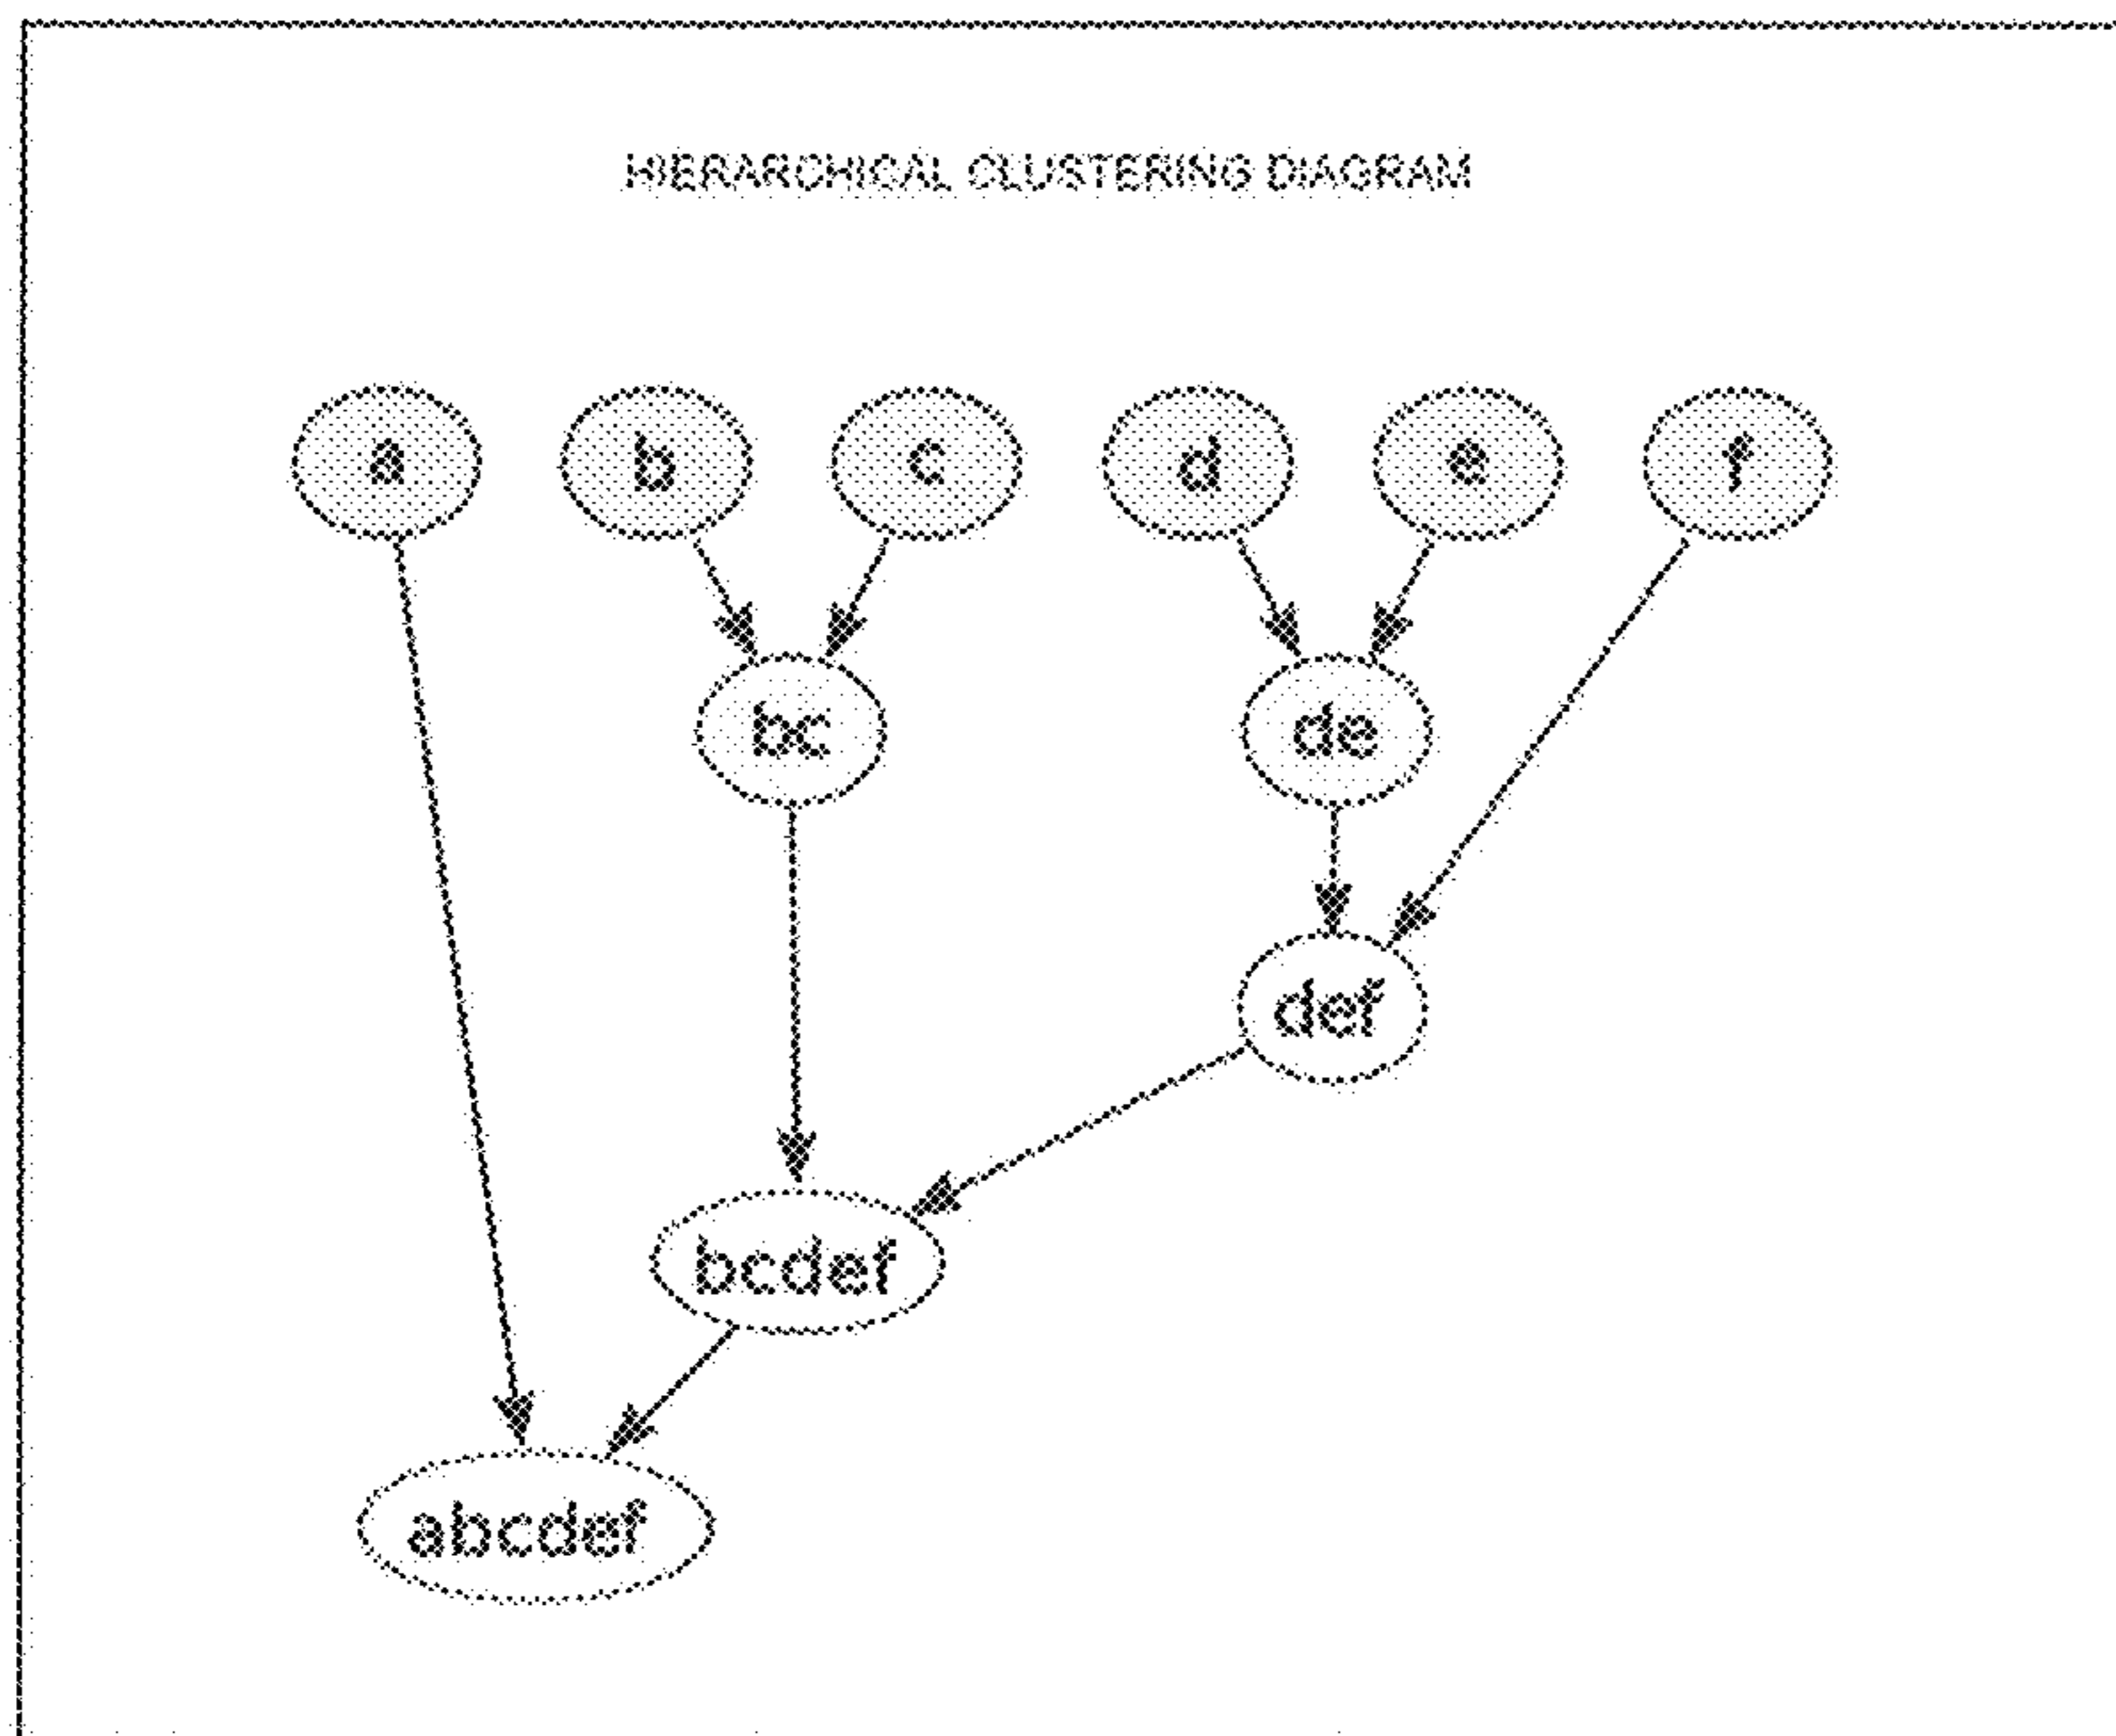 HIERARCHICAL CLUSTERING DIAGRAM
a b c d e f
bc de
def
bcdef
abcdef